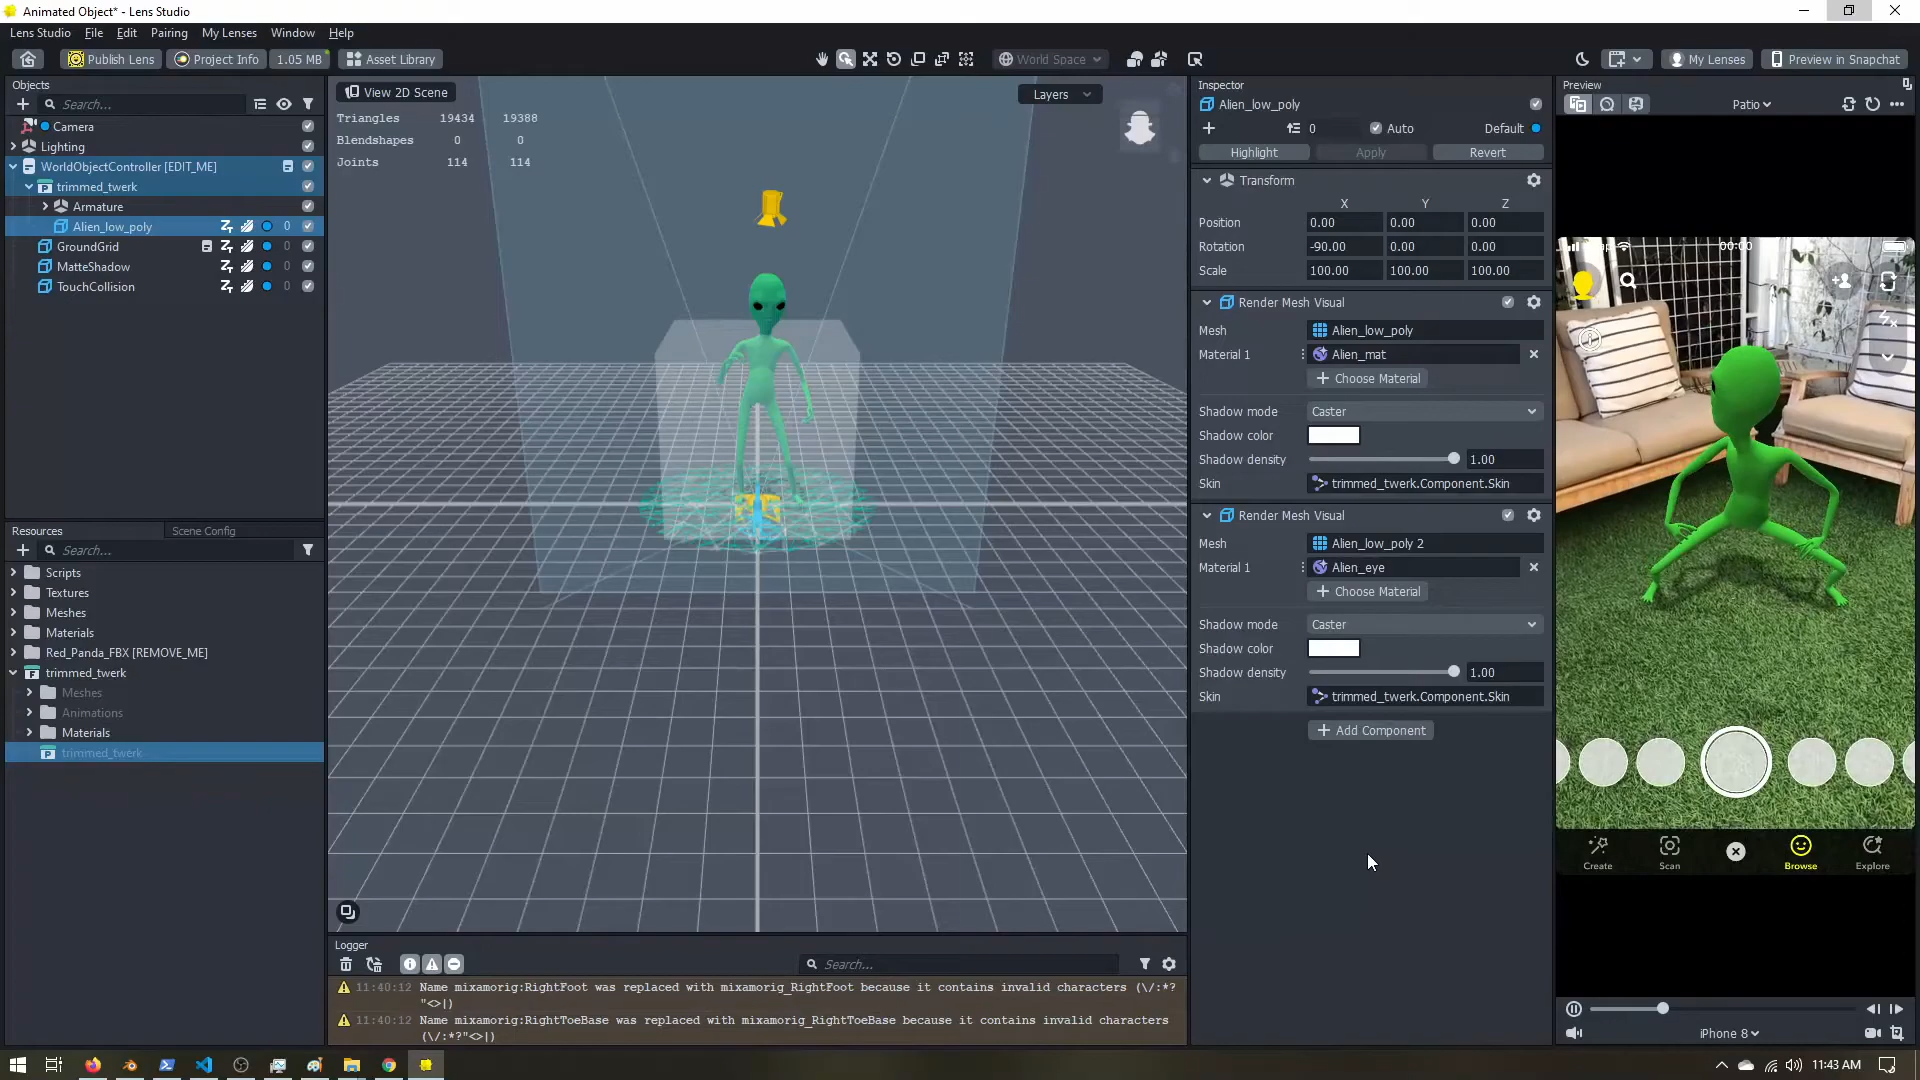 Animated Object* - Lens Studio
Lens Studio File Edit Pairing My Lenses Window Help
Publish Lens Project Info 1.05 MB Asset Library World Space My Lenses Preview in Snapchat
Objects
Search...
Camera
Lighting
WorldObjectController [EDIT_ME]
trimmed_twerk
Armature
Alien_low_poly 0
GroundGrid 0
MatteShadow 0
TouchCollision 0
Resources Scene Config
Search...
Scripts
Textures
Meshes
Materials
Red_Panda_FBX [REMOVE_ME]
trimmed_twerk
Meshes
Animations
Materials
trimmed_twerk
View 2D Scene
Layers
Triangles 19434 19388
Blendshapes 0 0
Joints 114 114
Logger
Search...
11:40:12 Name mixamorig:RightFoot was replaced with mixamorig_RightFoot because it contains invalid characters (\/:*?
"<>|)
11:40:12 Name mixamorig:RightToeBase was replaced with mixamorig_RightToeBase because it contains invalid characters
(\/:*?"<>|)
Inspector
Alien_low_poly
0 Auto Default
Highlight Apply Revert
Transform
X Y Z
Position 0.00 0.00 0.00
Rotation -90.00 0.00 0.00
Scale 100.00 100.00 100.00
Render Mesh Visual
Mesh Alien_low_poly
Material 1 Alien_mat
Choose Material
Shadow mode Caster
Shadow color
Shadow density 1.00
Skin trimmed_twerk.Component.Skin
Render Mesh Visual
Mesh Alien_low_poly 2
Material 1 Alien_eye
Choose Material
Shadow mode Caster
Shadow color
Shadow density 1.00
Skin trimmed_twerk.Component.Skin
Add Component
Preview
Patio
00:00
Create Scan Browse Explore
iPhone 8
11:43 AM